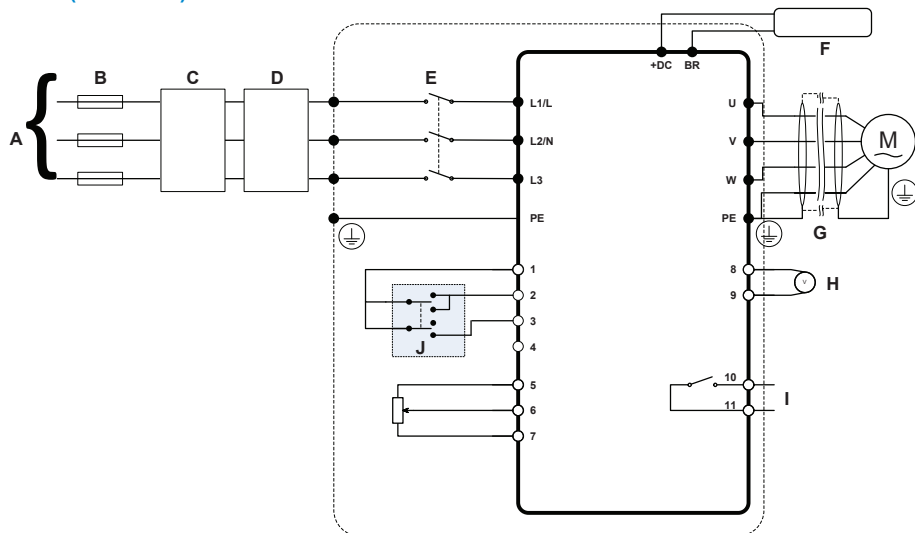 F
+DC BR
B C D E
A
L1/L U
L2/N V M
L3 W
PE PE
G
1 8
H
V
2 9
3
J
4
5 10
I
6 11
7